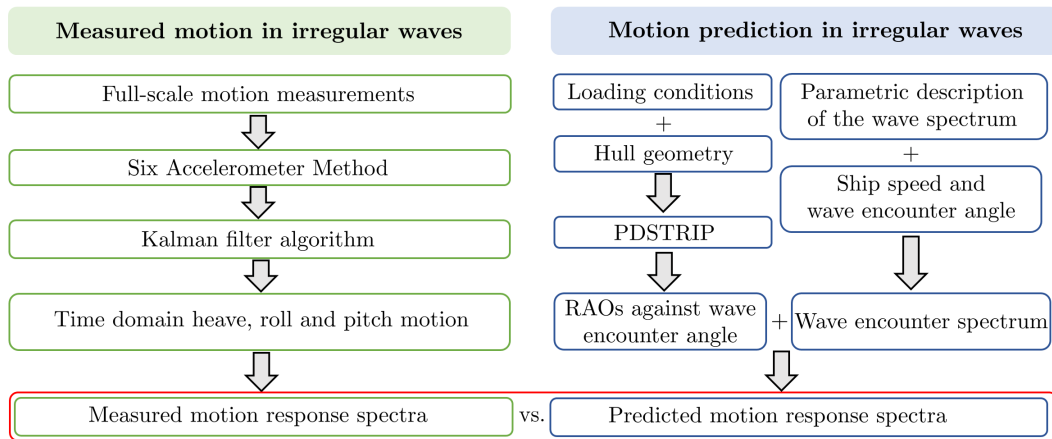 Measured motion in irregular waves
Full-scale motion measurements
Six Accelerometer Method
Kalman filter algorithm
Time domain heave, roll and pitch motion
Measured motion response spectra
vs.
Motion prediction in irregular waves
Loading conditions
+
Hull geometry
PDSTRIP
RAOs against wave
encounter angle
+
Parametric description
of the wave spectrum
+
Ship speed and
wave encounter angle
Wave encounter spectrum
Predicted motion response spectra